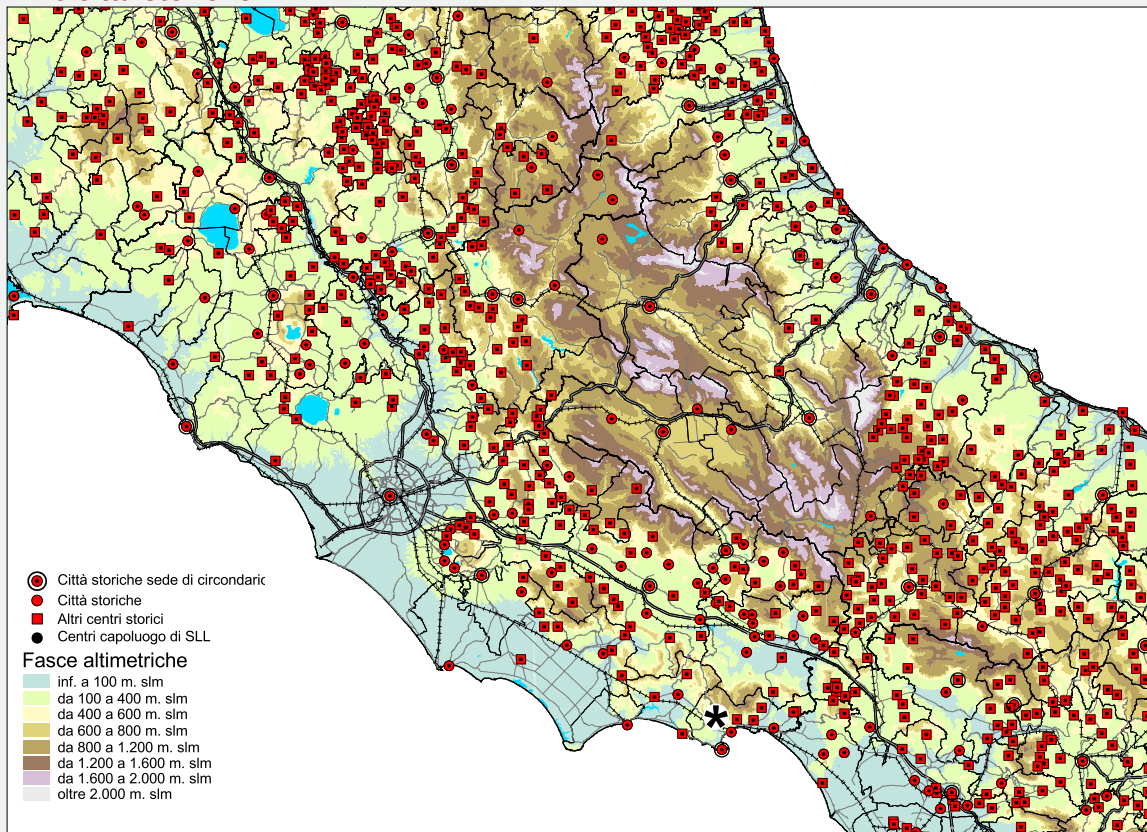 Città storiche sede di circondario
Città storiche
Altri centri storici
Centri capoluogo di SLL
Fasce altimetriche
inf. a 100 m. slm
da 100 a 400 m. slm
da 400 a 600 m. slm
da 600 a 800 m. slm
da 800 a 1.200 m. slm
da 1.200 a 1.600 m. slm
da 1.600 a 2.000 m. slm
oltre 2.000 m. slm
*